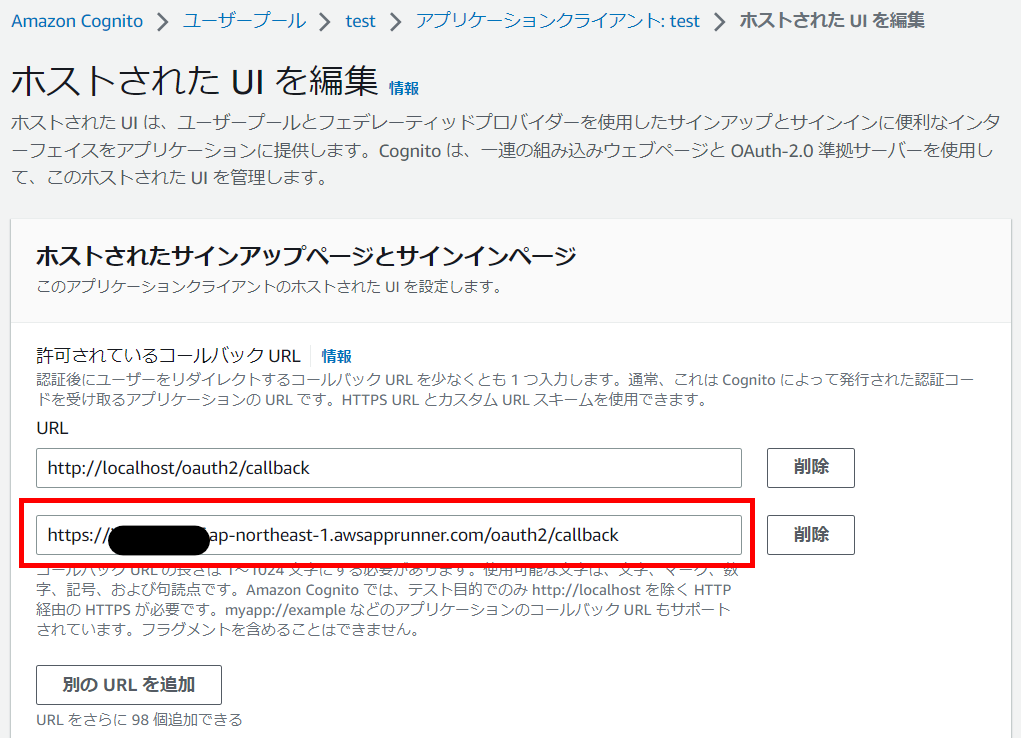 Amazon Cognito > ユーザープール > test > アプリケーションクライアント: test > ホストされた UI を編集
ホストされた UI を編集 情報
ホストされた UI は、ユーザープールとフェデレーティッドプロバイダーを使用したサインアップとサインインに便利なインタ
ーフェイスをアプリケーションに提供します。Cognito は、一連の組み込みウェブページと OAuth-2.0 準拠サーバーを使用し
て、このホストされた UI を管理します。
ホストされたサインアップページとサインインページ
このアプリケーションクライアントのホストされた UI を設定します。
許可されているコールバック URL 情報
認証後にユーザーをリダイレクトするコールバック URL を少なくとも 1 つ入力します。通常、これは Cognito によって発行された認証コー
ドを受け取るアプリケーションの URL です。HTTPS URL とカスタム URL スキームを使用できます。
URL
http://localhost/oauth2/callback 削除
https:// ap-northeast-1.awsapprunner.com/oauth2/callback 削除
コールバック URL の長さは 1～1024 文字にする必要があります。使用可能な文字は、文字、マーク、数
字、記号、および句読点です。Amazon Cognito では、テスト目的でのみ http://localhost を除く HTTP
経由の HTTPS が必要です。myapp://example などのアプリケーションのコールバック URL もサポート
されています。フラグメントを含めることはできません。
別の URL を追加
URL をさらに 98 個追加できる